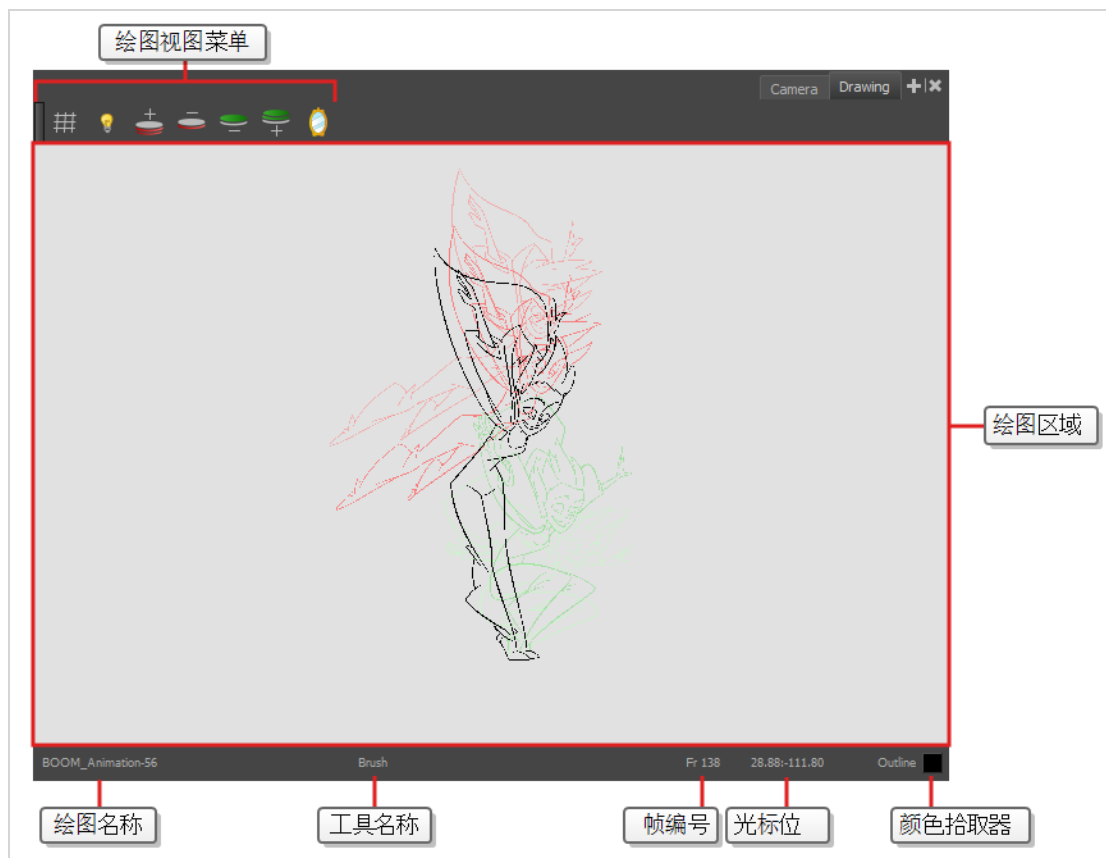 绘图视图菜单
Camera
Drawing
绘图区域
BOOM_Animation-56
Brush
Fr 138
28.88:-111.80
Outline
绘图名称
工具名称
帧编号
光标位
颜色拾取器